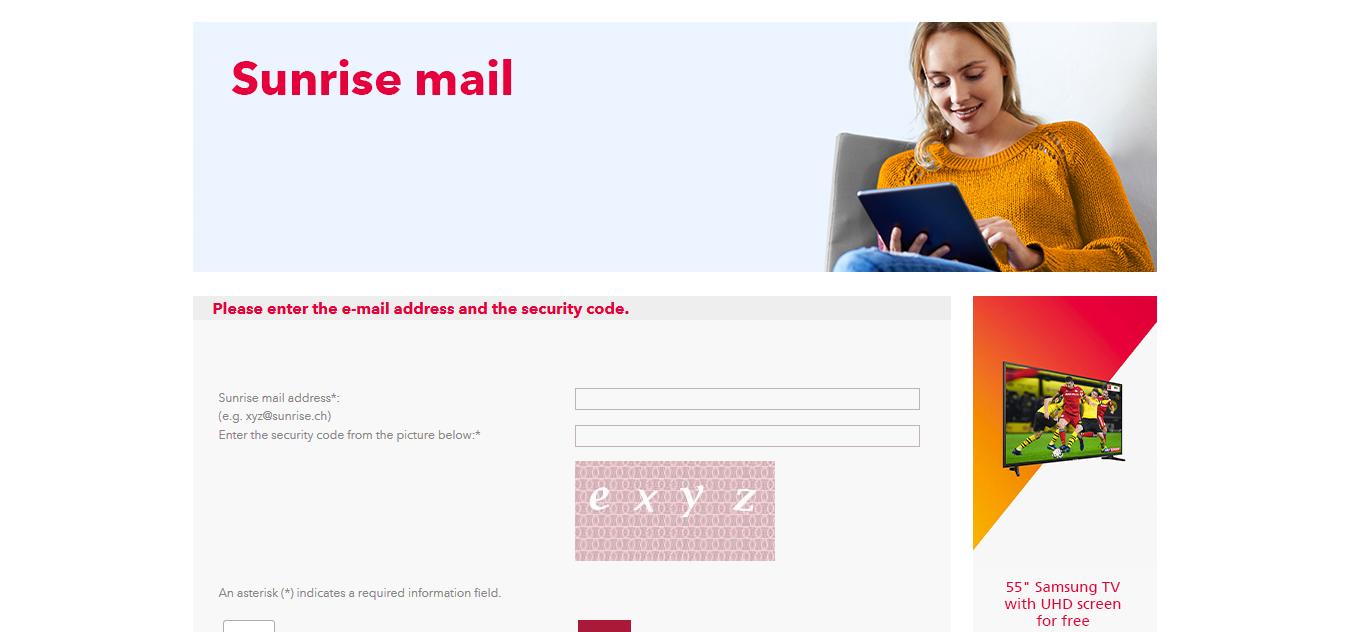 Sunrise mail
Please enter the e-mail address and the security code.
Sunrise mail address*:
(e.g. xyz@sunrise.ch)
Enter the security code from the picture below:*
e x y z
An asterisk (*) indicates a required information field.
55" Samsung TV
with UHD screen
for free